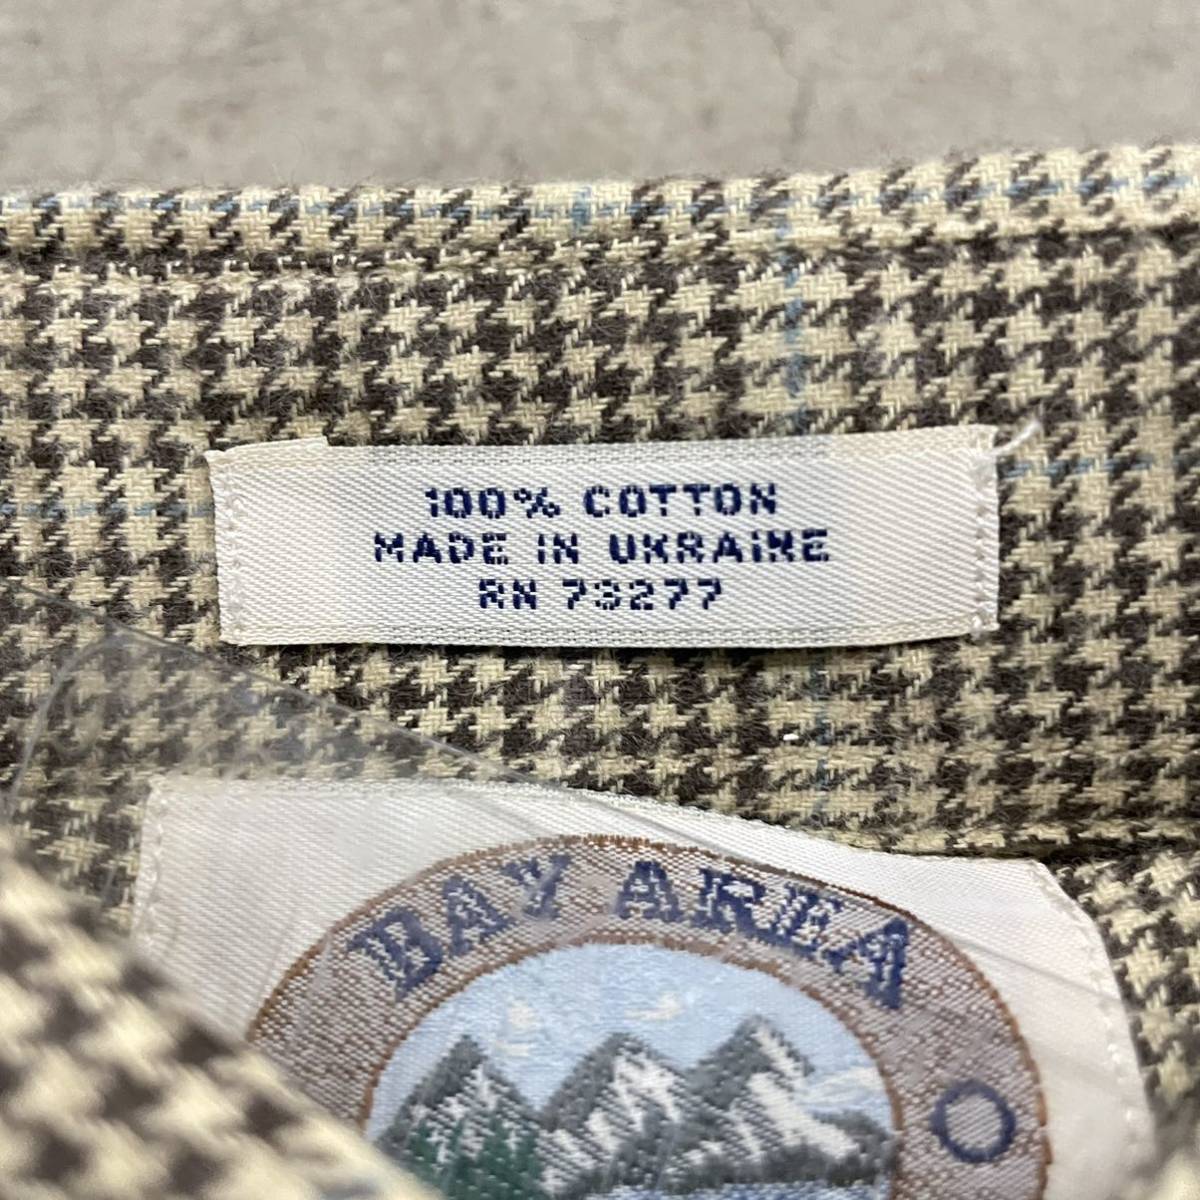 100% COTTON
MADE IN UKRAINE
RN 73277
BAY AREA
O